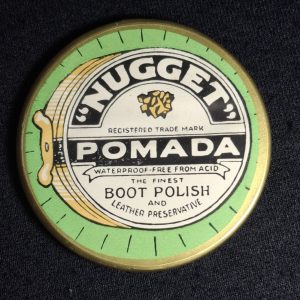 "NUGGET"
REGISTERED TRADE MARK
POMADA
WATERPROOF-FREE FROM ACID
THE FINEST
BOOT POLISH
AND
LEATHER PRESERVATIVE